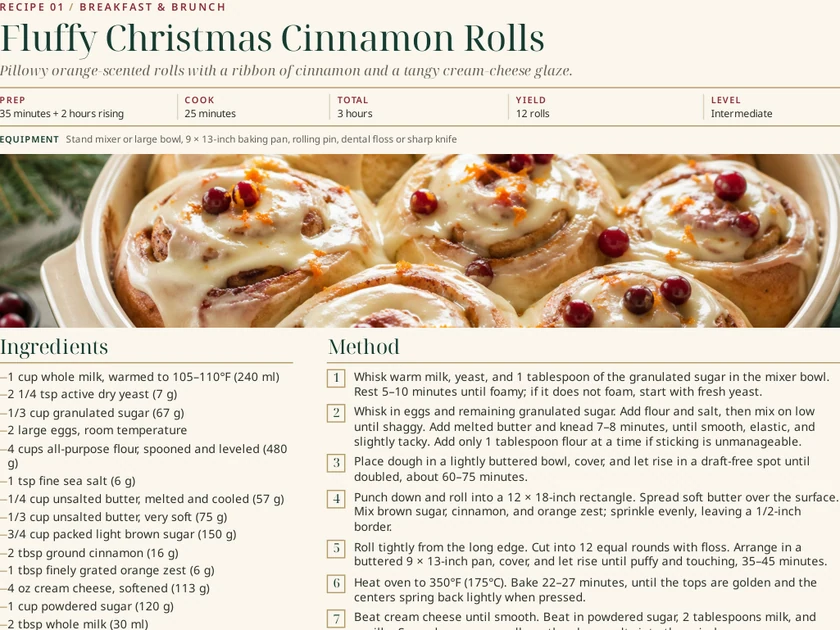 RECIPE 01 / BREAKFAST & BRUNCH
Fluffy Christmas Cinnamon Rolls
Pillowy orange-scented rolls with a ribbon of cinnamon and a tangy cream-cheese glaze.
PREP
35 minutes + 2 hours rising
COOK
25 minutes
TOTAL
3 hours
YIELD
12 rolls
LEVEL
Intermediate
EQUIPMENT Stand mixer or large bowl, 9 × 13-inch baking pan, rolling pin, dental floss or sharp knife
Ingredients
–1 cup whole milk, warmed to 105–110°F (240 ml)
–2 1/4 tsp active dry yeast (7 g)
–1/3 cup granulated sugar (67 g)
–2 large eggs, room temperature
–4 cups all-purpose flour, spooned and leveled (480
g)
–1 tsp fine sea salt (6 g)
–1/4 cup unsalted butter, melted and cooled (57 g)
–1/3 cup unsalted butter, very soft (75 g)
–3/4 cup packed light brown sugar (150 g)
–2 tbsp ground cinnamon (16 g)
–1 tbsp finely grated orange zest (6 g)
–4 oz cream cheese, softened (113 g)
–1 cup powdered sugar (120 g)
–2 tbsp whole milk (30 ml)
Method
1 Whisk warm milk, yeast, and 1 tablespoon of the granulated sugar in the mixer bowl.
Rest 5–10 minutes until foamy; if it does not foam, start with fresh yeast.
2 Whisk in eggs and remaining granulated sugar. Add flour and salt, then mix on low
until shaggy. Add melted butter and knead 7–8 minutes, until smooth, elastic, and
slightly tacky. Add only 1 tablespoon flour at a time if sticking is unmanageable.
3 Place dough in a lightly buttered bowl, cover, and let rise in a draft-free spot until
doubled, about 60–75 minutes.
4 Punch down and roll into a 12 × 18-inch rectangle. Spread soft butter over the surface.
Mix brown sugar, cinnamon, and orange zest; sprinkle evenly, leaving a 1/2-inch
border.
5 Roll tightly from the long edge. Cut into 12 equal rounds with floss. Arrange in a
buttered 9 × 13-inch pan, cover, and let rise until puffy and touching, 35–45 minutes.
6 Heat oven to 350°F (175°C). Bake 22–27 minutes, until the tops are golden and the
centers spring back lightly when pressed.
7 Beat cream cheese until smooth. Beat in powdered sugar, 2 tablespoons milk, and